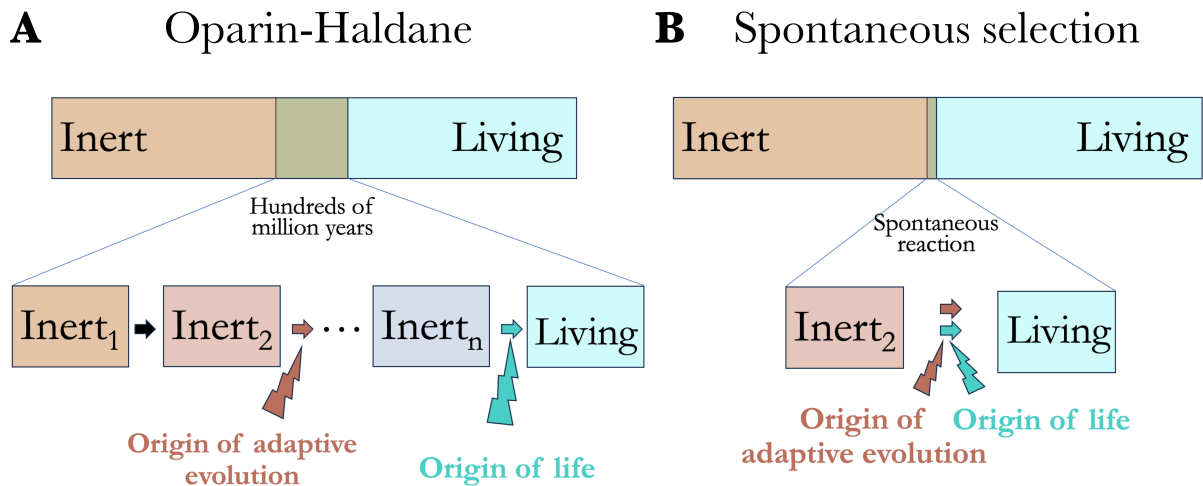 A Oparin-Haldane
Inert Living
Hundreds of
million years
Inert₁ Inert₂ ... Inertₙ Living
Origin of adaptive
evolution
Origin of life
B Spontaneous selection
Inert Living
Spontaneous
reaction
Inert₂ Living
Origin of
adaptive evolution
Origin of life